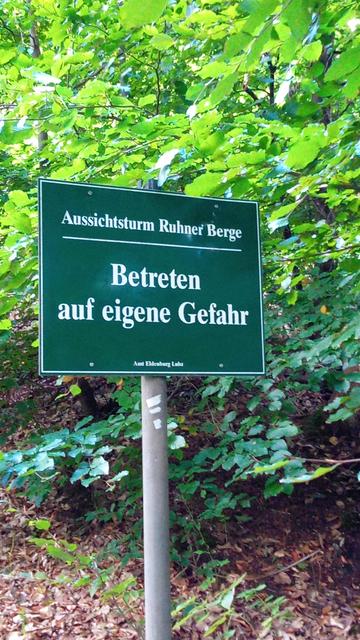 Aussichtsturm Ruhner Berge
Betreten
auf eigene Gefahr
Amt Eldenburg Lübz